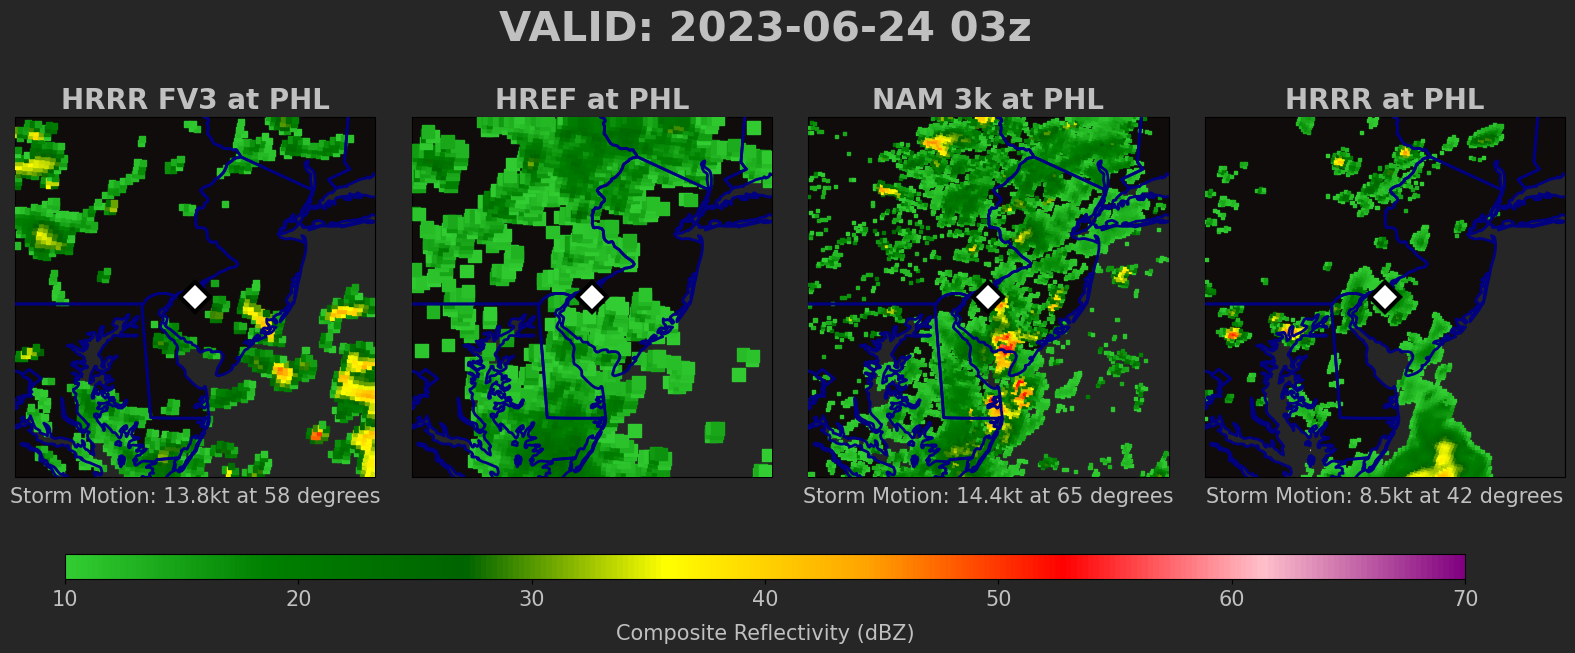 VALID: 2023-06-24 03z
HRRR FV3 at PHL
HREF at PHL
NAM 3k at PHL
HRRR at PHL
Storm Motion: 13.8kt at 58 degrees
Storm Motion: 14.4kt at 65 degrees
Storm Motion: 8.5kt at 42 degrees
10 20 30 40 50 60 70
Composite Reflectivity (dBZ)